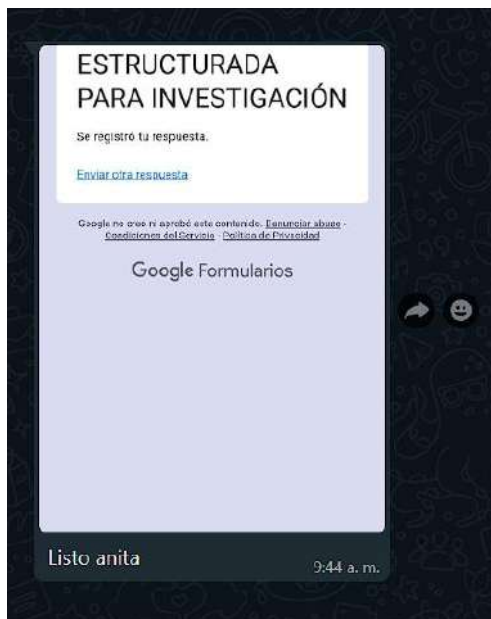 ESTRUCTURADA
PARA INVESTIGACIÓN
Se registró tu respuesta.
Enviar otra respuesta
Google no creó ni aprobó este contenido. Denunciar abuso -
Condiciones del Servicio - Política de Privacidad
Google Formularios
Listo anita
9:44 a. m.